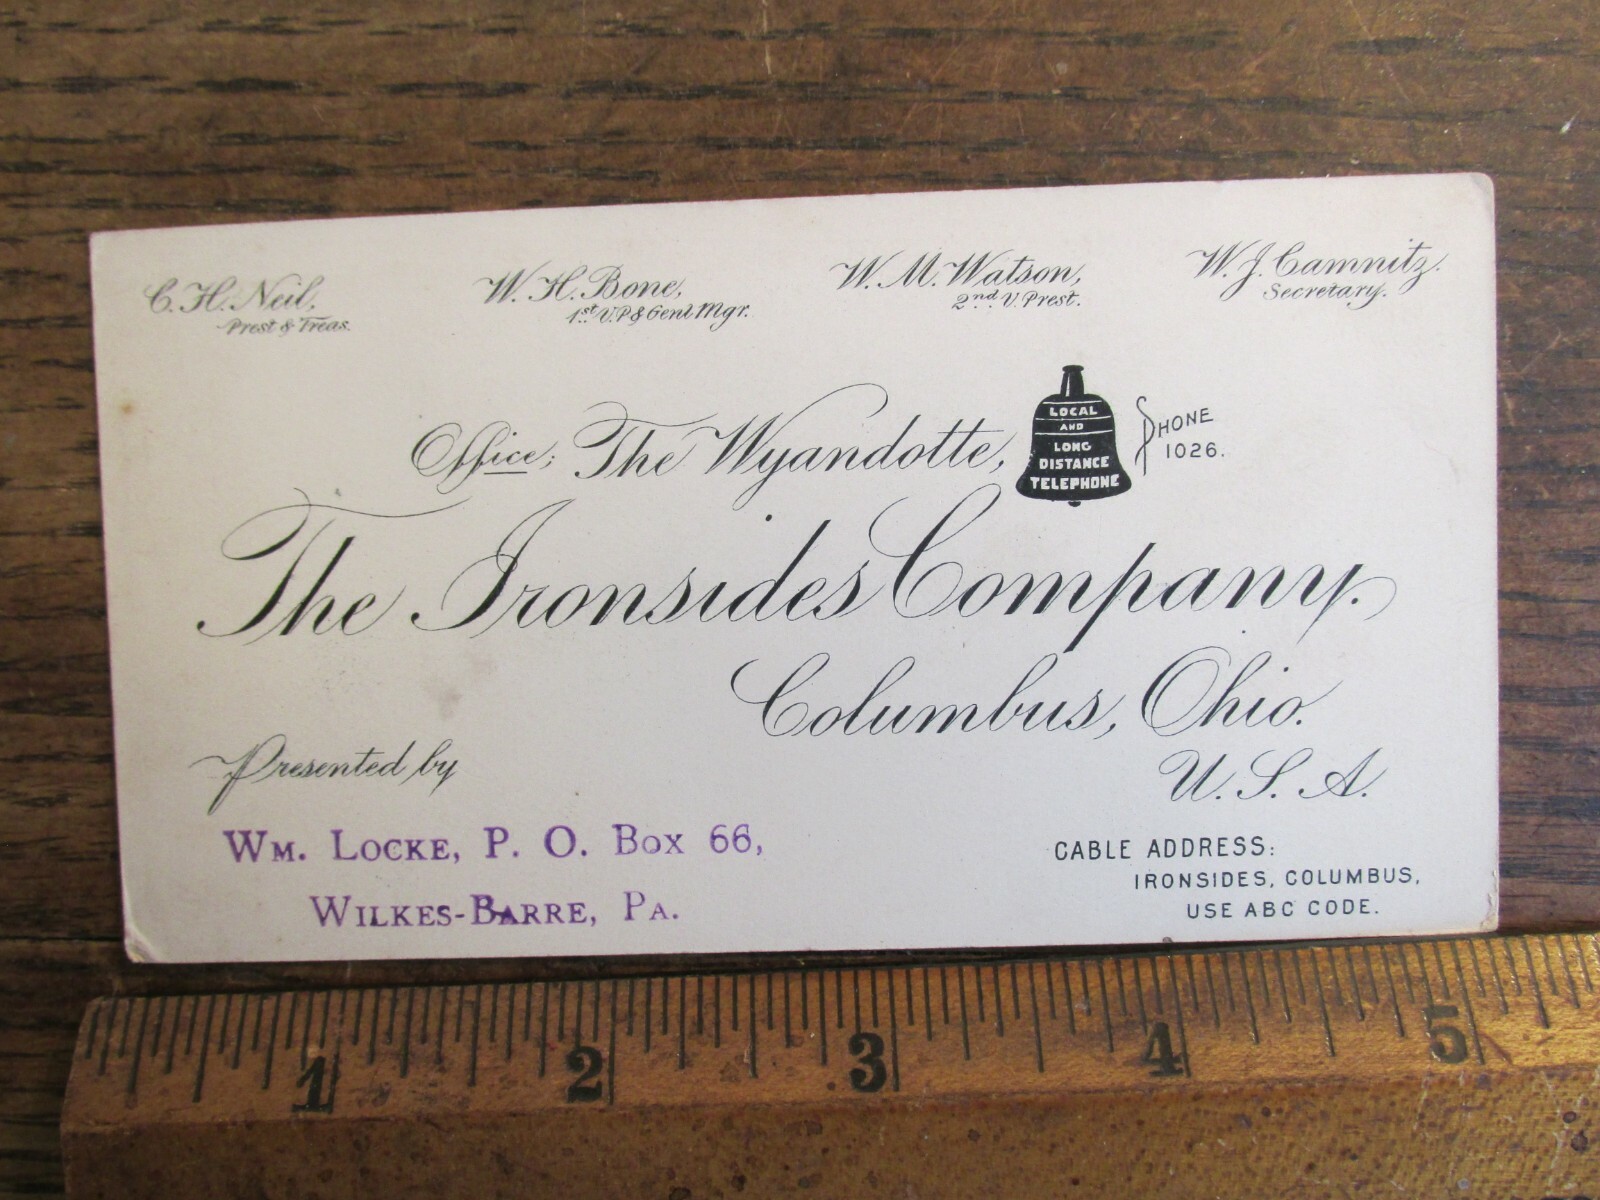 C. H. Neil,
Prest & Treas.
W. H. Bone,
1st V.P & Genl Mgr.
W. M. Watson,
2nd V. Prest.
W. J. Camnitz.
Secretary.
Office; The Wyandotte,
LOCAL
AND
LONG
DISTANCE
TELEPHONE
PHONE
1026.
The Ironsides Company.
Columbus, Ohio.
U. S. A.
Presented by
WM. LOCKE, P. O. BOX 66,
WILKES-BARRE, PA.
CABLE ADDRESS:
IRONSIDES, COLUMBUS,
USE ABC CODE.
1 2 3 4 5